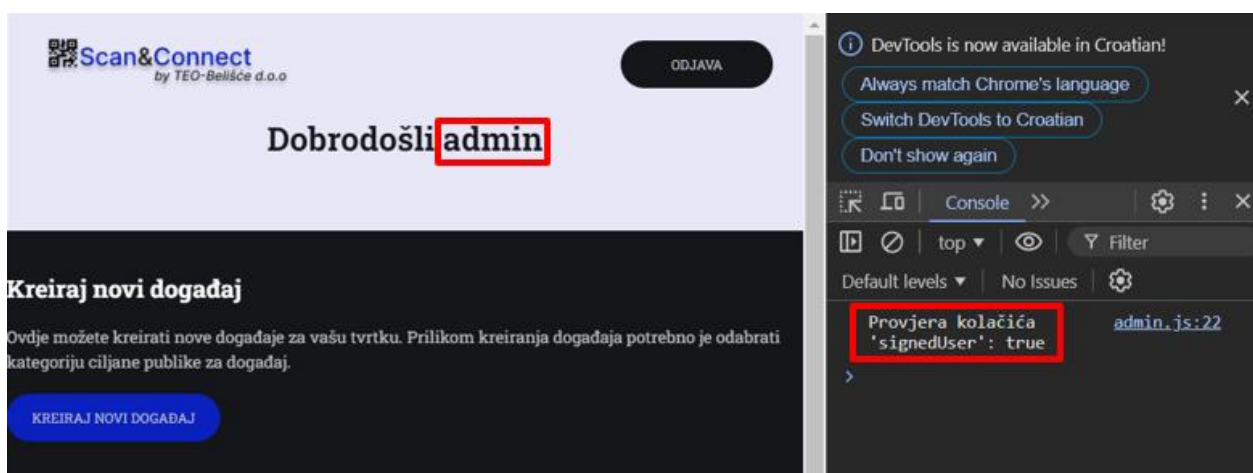 Scan&Connect
by TEO-Belišće d.o.o
ODJAVA
Dobrodošli admin
Kreiraj novi događaj
Ovdje možete kreirati nove događaje za vašu tvrtku. Prilikom kreiranja događaja potrebno je odabrati
kategoriju ciljane publike za događaj.
KREIRAJ NOVI DOGAĐAJ
DevTools is now available in Croatian!
Always match Chrome's language
Switch DevTools to Croatian
Don't show again
Console
top
Filter
Default levels
No Issues
Provjera kolačića admin.js:22
'signedUser': true